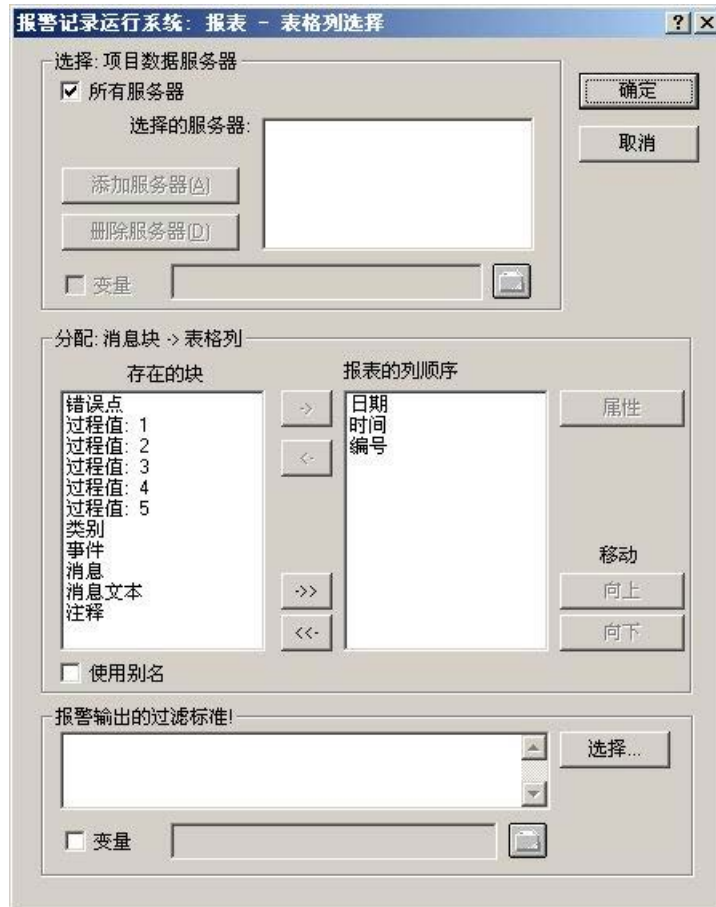 报警记录运行系统: 报表 - 表格列选择
选择: 项目数据服务器
所有服务器
确定
选择的服务器:
取消
添加服务器(A)
删除服务器(D)
变量
分配: 消息块 -> 表格列
存在的块
报表的列顺序
错误点
过程值: 1
过程值: 2
过程值: 3
过程值: 4
过程值: 5
类别
事件
消息
消息文本
注释
->
<-
->>
<<-
日期
时间
编号
属性
移动
向上
向下
使用别名
报警输出的过滤标准!
选择...
变量